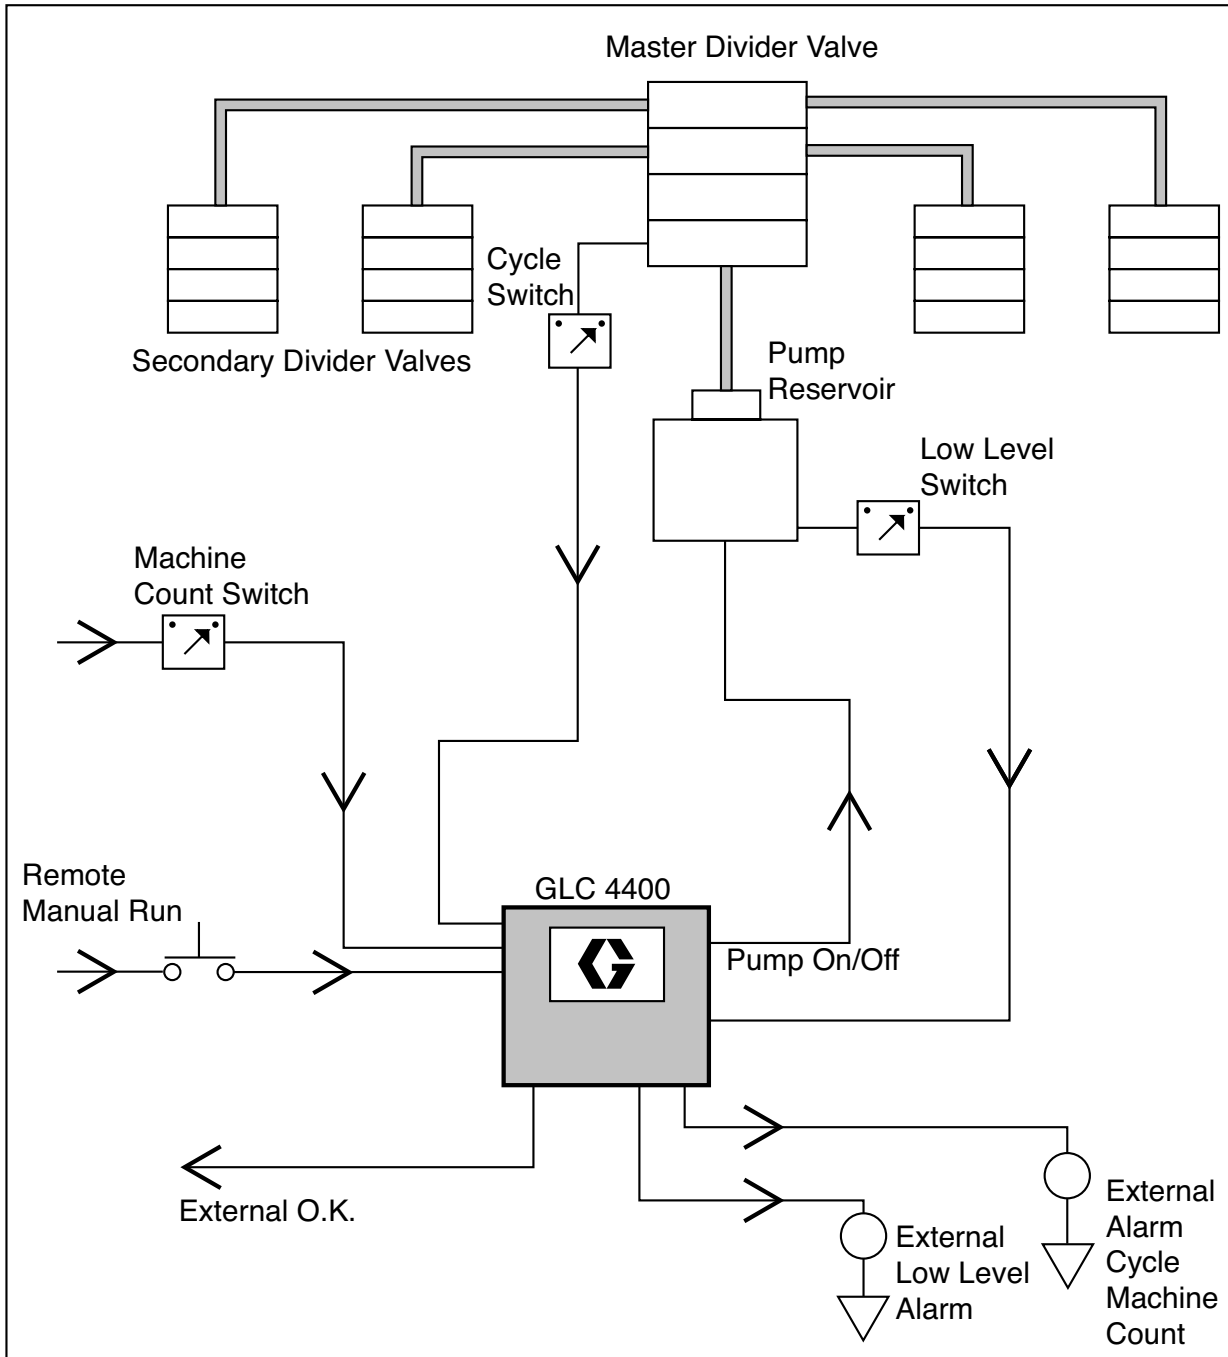 Master Divider Valve
Cycle
Switch
Secondary Divider Valves
Pump
Reservoir
Low Level
Switch
Machine
Count Switch
Remote
Manual Run
GLC 4400
Pump On/Off
External O.K.
External
Low Level
Alarm
External
Alarm
Cycle
Machine
Count